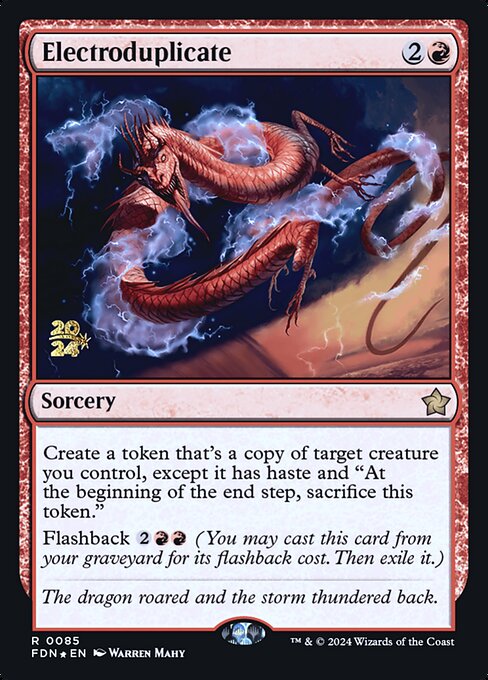 Electroduplicate 2
2024
Sorcery
Create a token that's a copy of target creature
you control, except it has haste and “At
the beginning of the end step, sacrifice this
token.”
Flashback 2 (You may cast this card from
your graveyard for its flashback cost. Then exile it.)
The dragon roared and the storm thundered back.
R 0085
FDN★EN WARREN MAHY
™ & © 2024 Wizards of the Coast